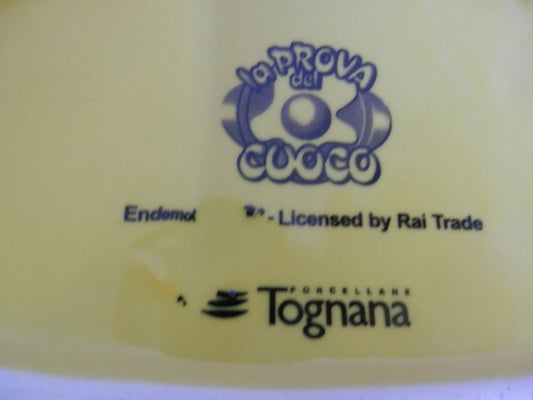 la PROVA
del
CUOCO
Endemol - Licensed by Rai Trade
PORCELLANE
Tognana